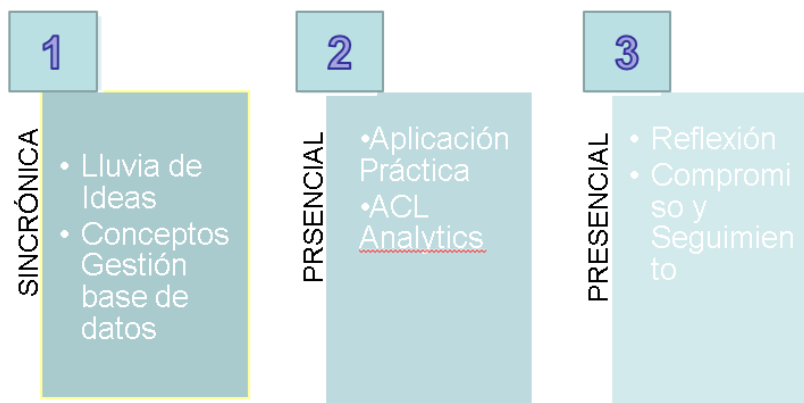 1
SINCRÓNICA
• Lluvia de
Ideas
• Conceptos
Gestión
base de
datos
2
PRSENCIAL
•Aplicación
Práctica
•ACL
Analytics
3
PRESENCIAL
• Reflexión
• Compromi
so y
Seguimien
to